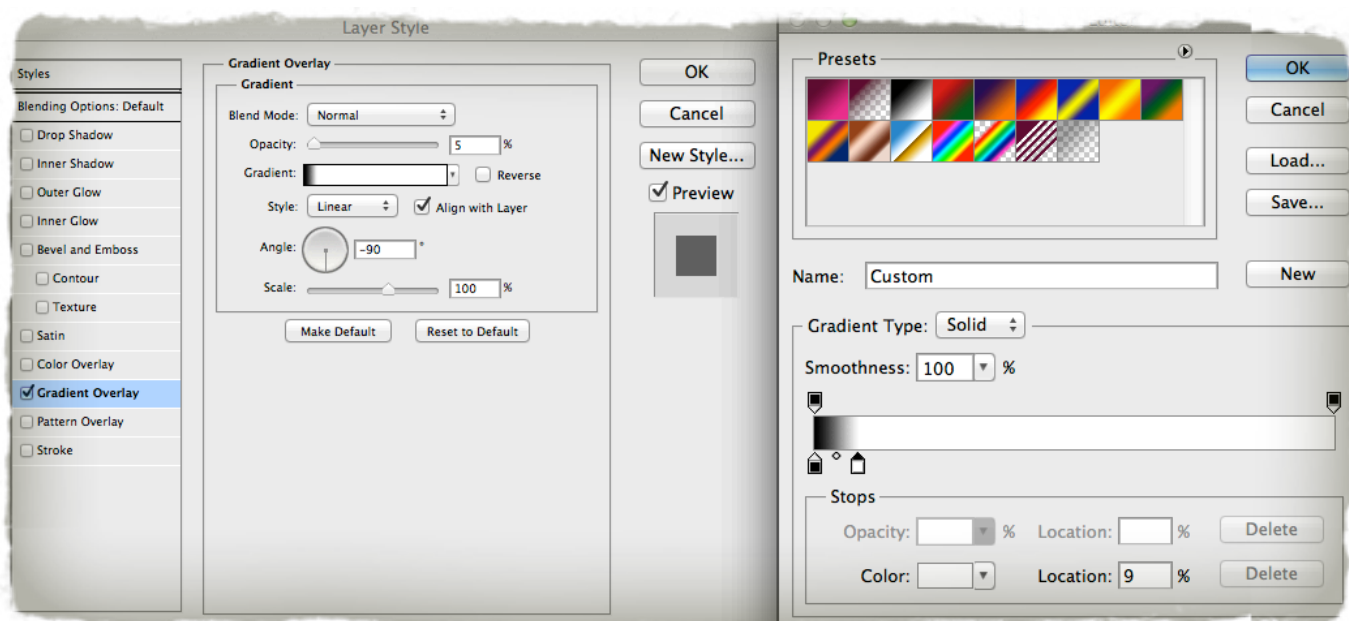 Layer Style
Styles
Blending Options: Default
Drop Shadow
Inner Shadow
Outer Glow
Inner Glow
Bevel and Emboss
Contour
Texture
Satin
Color Overlay
Gradient Overlay
Pattern Overlay
Stroke
Gradient Overlay
Gradient
Blend Mode: Normal
Opacity: 5 %
Gradient: Reverse
Style: Linear Align with Layer
Angle: -90 °
Scale: 100 %
Make Default Reset to Default
OK
Cancel
New Style...
Preview
Presets
OK
Cancel
Load...
Save...
Name: Custom New
Gradient Type: Solid
Smoothness: 100 %
Stops
Opacity: % Location: % Delete
Color: Location: 9 % Delete